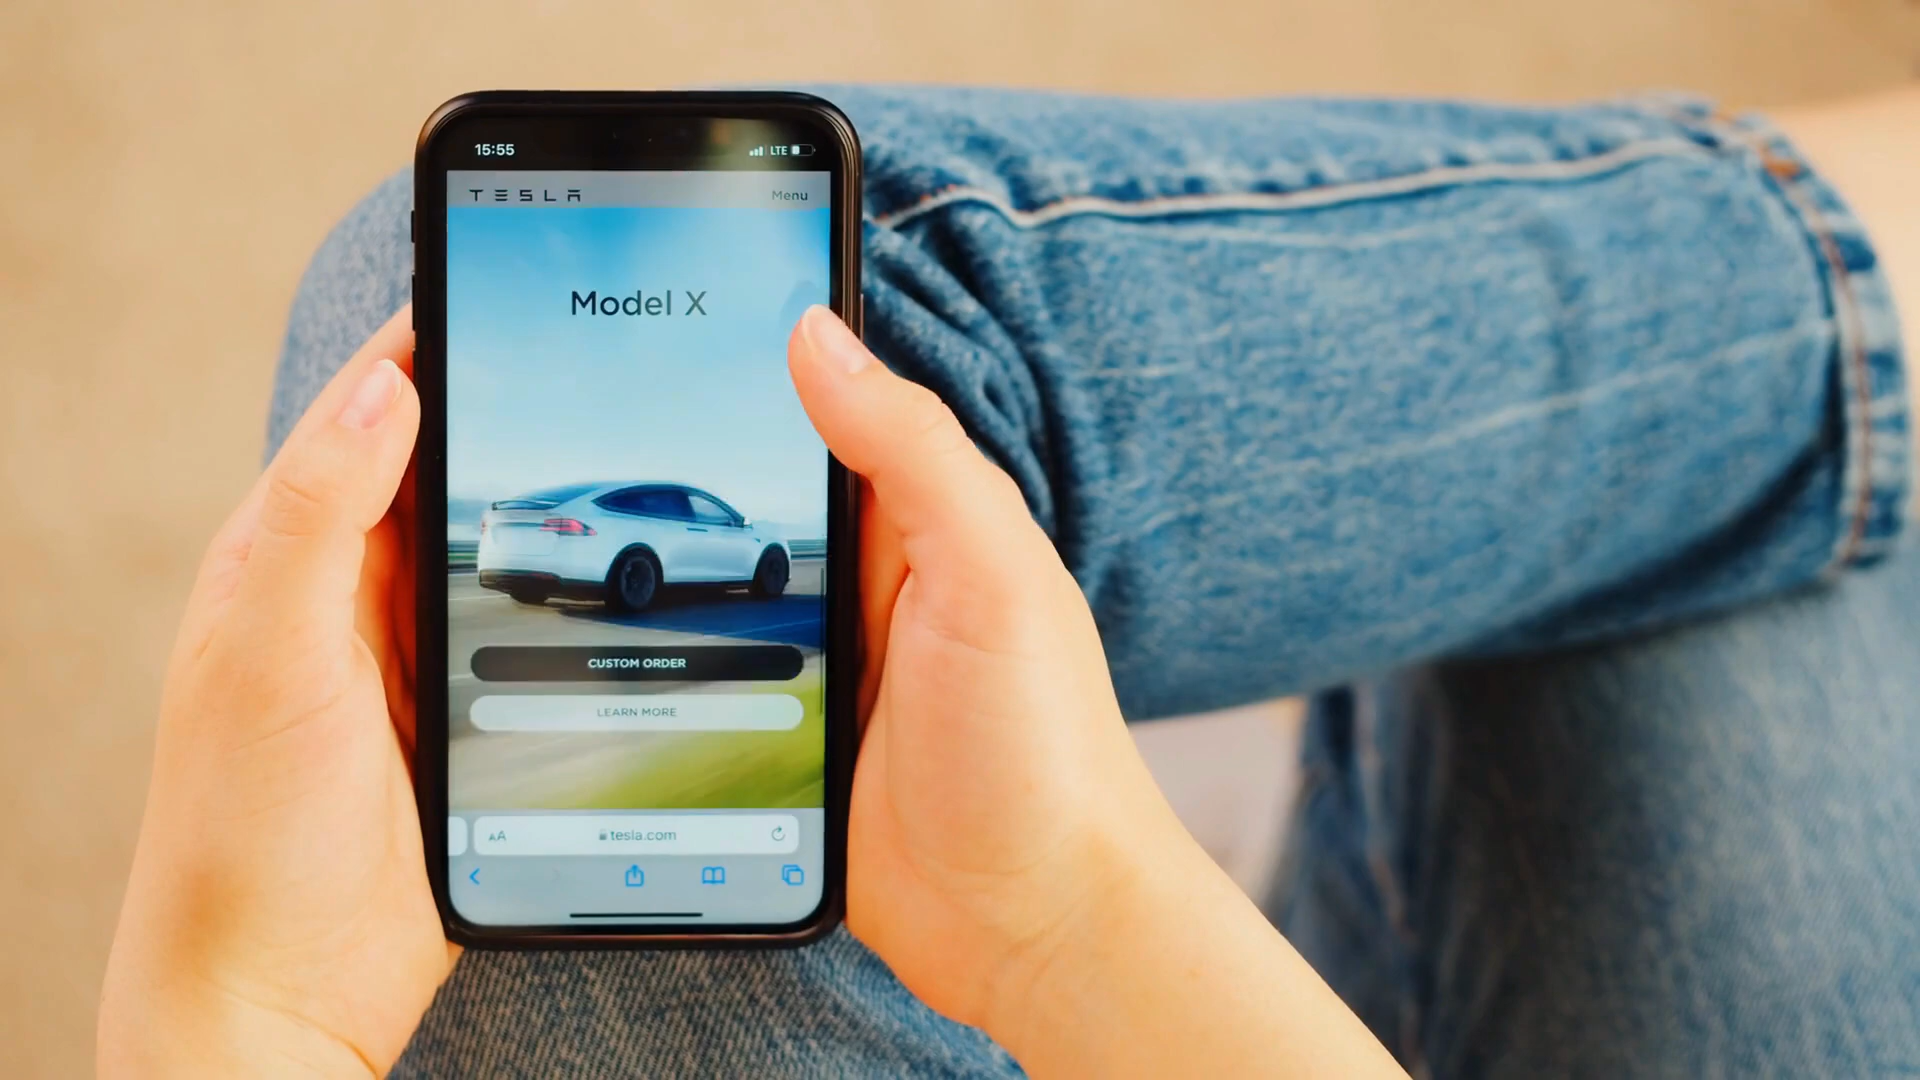 15:55 LTE
TESLA Menu
Model X
CUSTOM ORDER
LEARN MORE
AA tesla.com